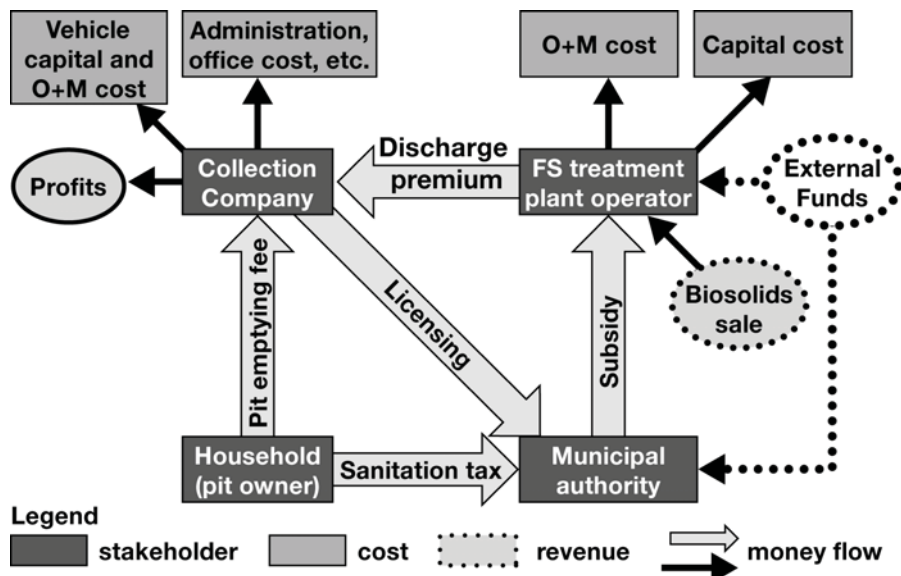 Vehicle
capital and
O+M cost
Administration,
office cost, etc.
O+M cost
Capital cost
Profits
Collection
Company
Discharge
premium
FS treatment
plant operator
External
Funds
Pit emptying fee
Licensing
Subsidy
Biosolids
sale
Household
(pit owner)
Sanitation tax
Municipal
authority
Legend
stakeholder
cost
revenue
money flow